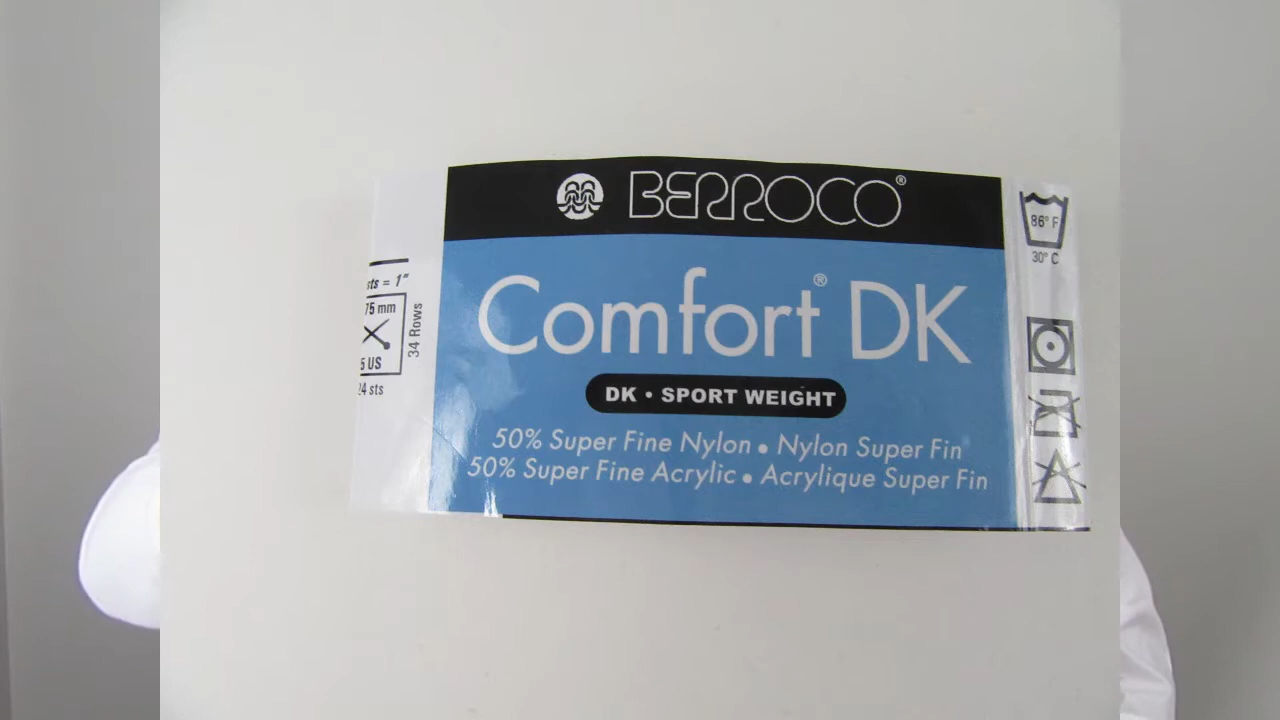 BERROCO®
Comfort® DK
DK • SPORT WEIGHT
50% Super Fine Nylon • Nylon Super Fin
50% Super Fine Acrylic • Acrylique Super Fin
sts = 1"
75 mm
5 US
4 sts
34 Rows
86° F
30° C